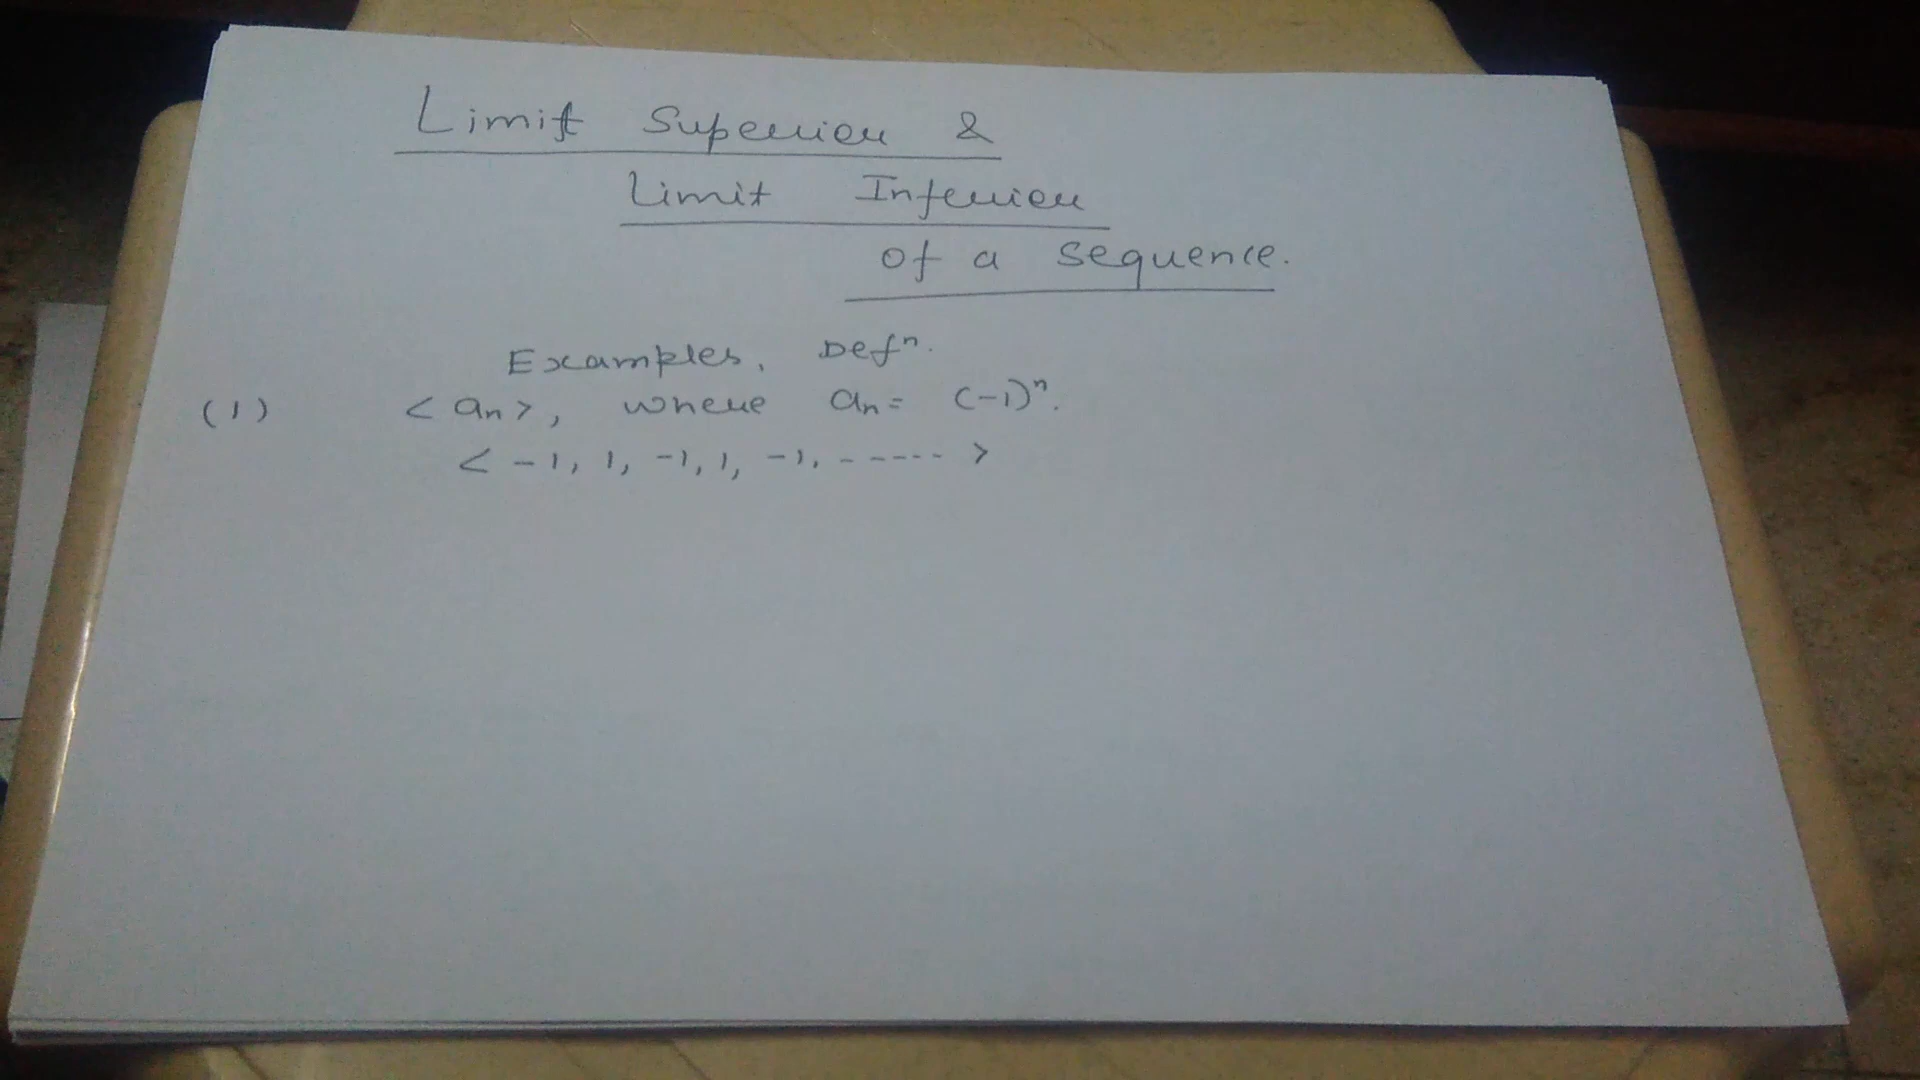 Limit Superior &
Limit Inferior
of a sequence.
Examples, Defⁿ.
(1) < aₙ >, where aₙ = (-1)ⁿ.
< -1, 1, -1, 1, -1, ------ >